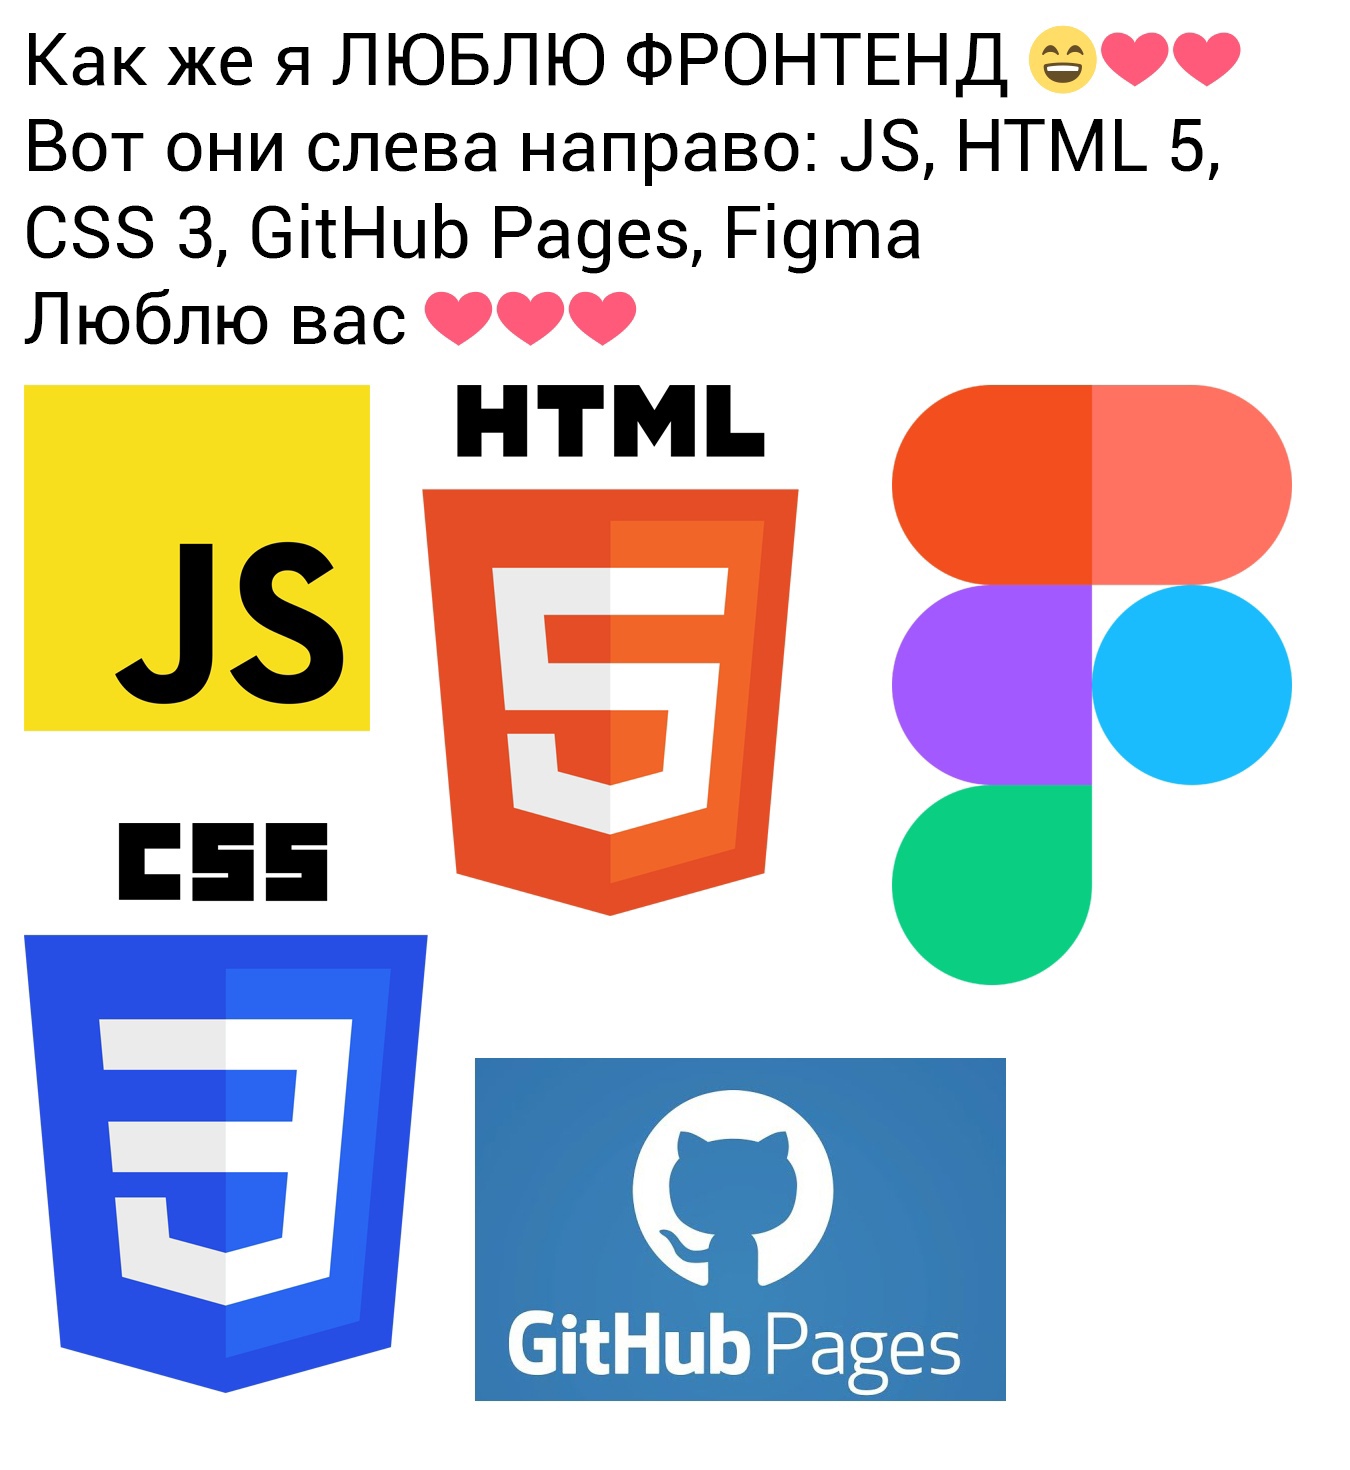 Как же я ЛЮБЛЮ ФРОНТЕНД 😄❤❤
Вот они слева направо: JS, HTML 5,
CSS 3, GitHub Pages, Figma
Люблю вас ❤❤❤
HTML
JS
5
CSS
3
GitHub Pages